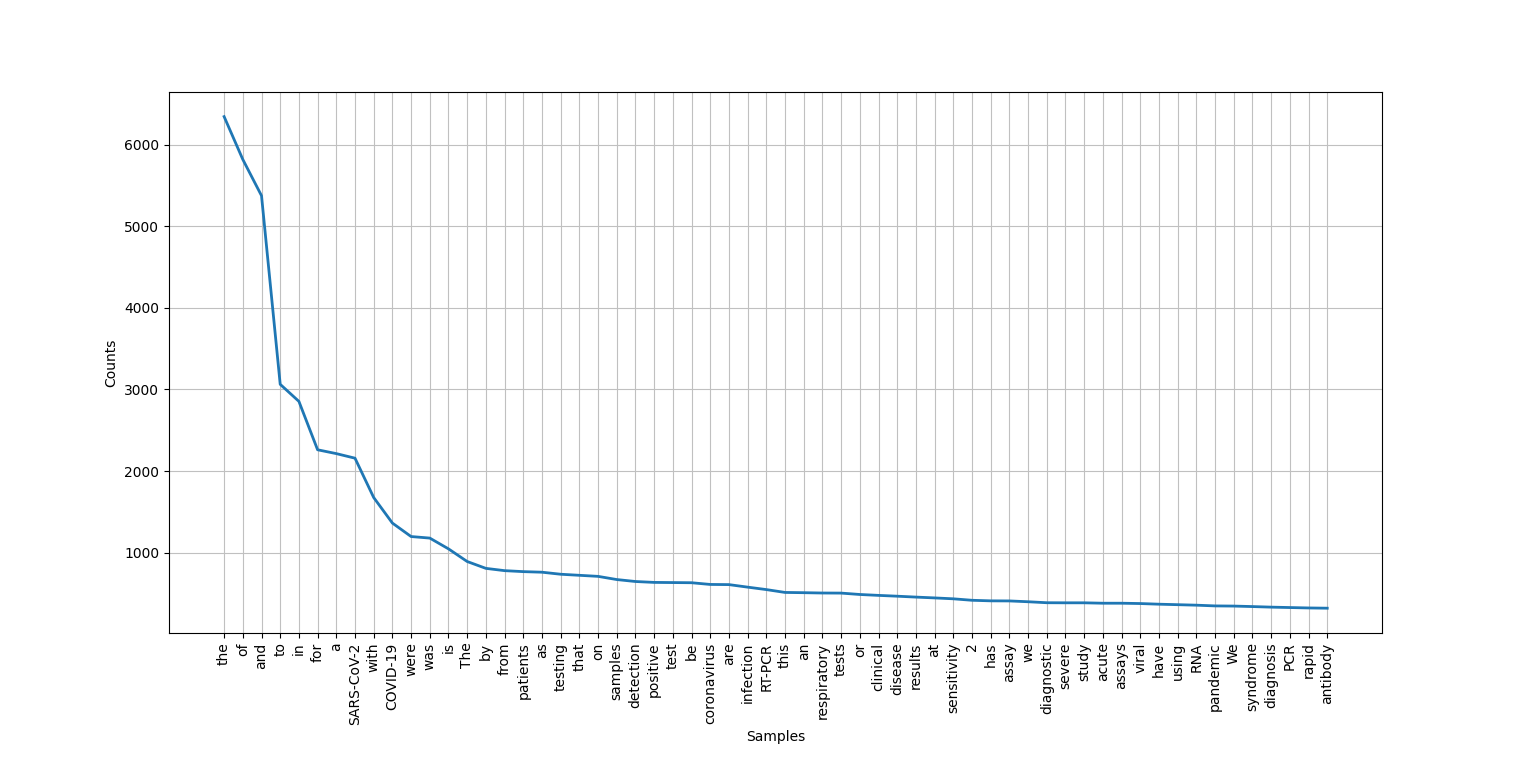 6000
5000
4000
3000
2000
1000
Counts
the
of
and
to
in
for
a
SARS-CoV-2
with
COVID-19
were
was
is
The
by
from
patients
as
testing
that
on
samples
detection
positive
test
be
coronavirus
are
infection
RT-PCR
this
an
respiratory
tests
or
clinical
disease
results
at
sensitivity
2
has
assay
we
diagnostic
severe
study
acute
assays
viral
have
using
RNA
pandemic
We
syndrome
diagnosis
PCR
rapid
antibody
Samples